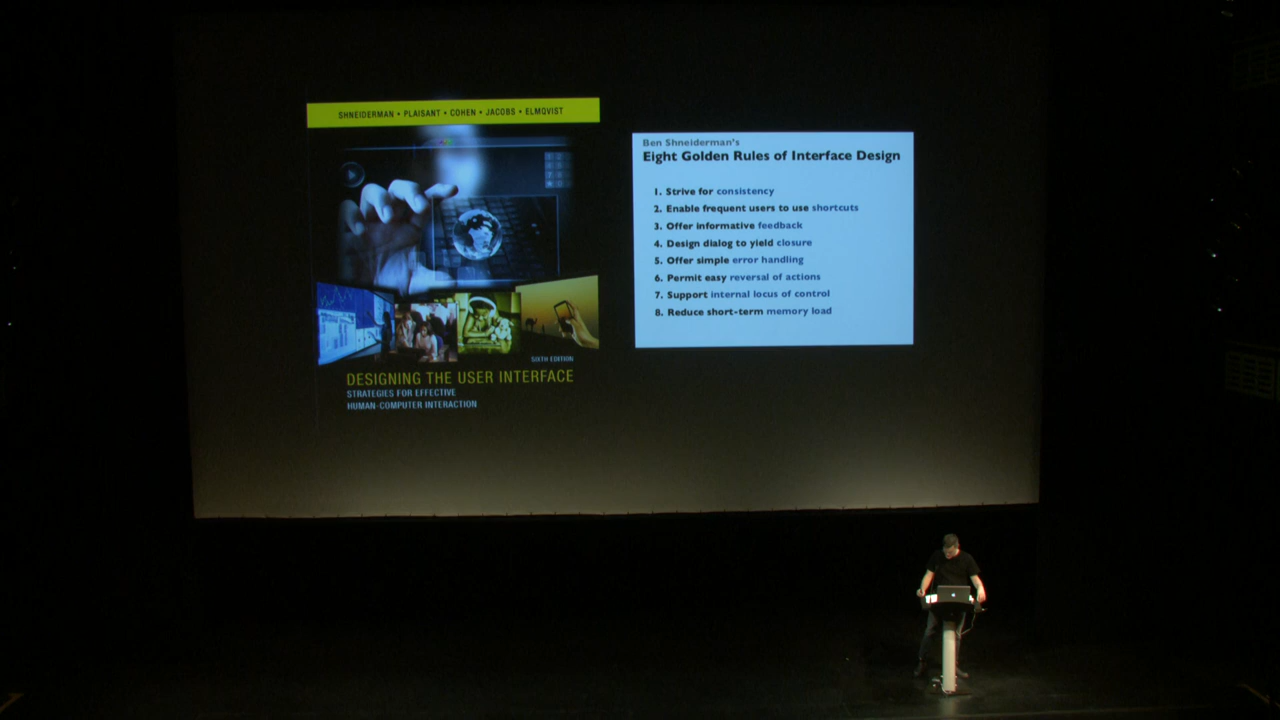 SHNEIDERMAN • PLAISANT • COHEN • JACOBS • ELMQVIST
SIXTH EDITION
DESIGNING THE USER INTERFACE
STRATEGIES FOR EFFECTIVE
HUMAN-COMPUTER INTERACTION
Ben Shneiderman's
Eight Golden Rules of Interface Design
1. Strive for consistency
2. Enable frequent users to use shortcuts
3. Offer informative feedback
4. Design dialog to yield closure
5. Offer simple error handling
6. Permit easy reversal of actions
7. Support internal locus of control
8. Reduce short-term memory load